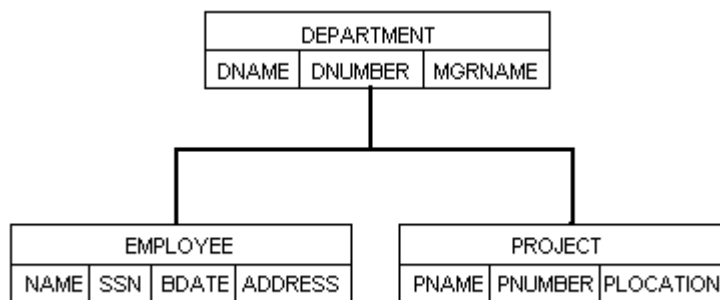 DEPARTMENT
DNAME DNUMBER MGRNAME
EMPLOYEE
NAME SSN BDATE ADDRESS
PROJECT
PNAME PNUMBER PLOCATION